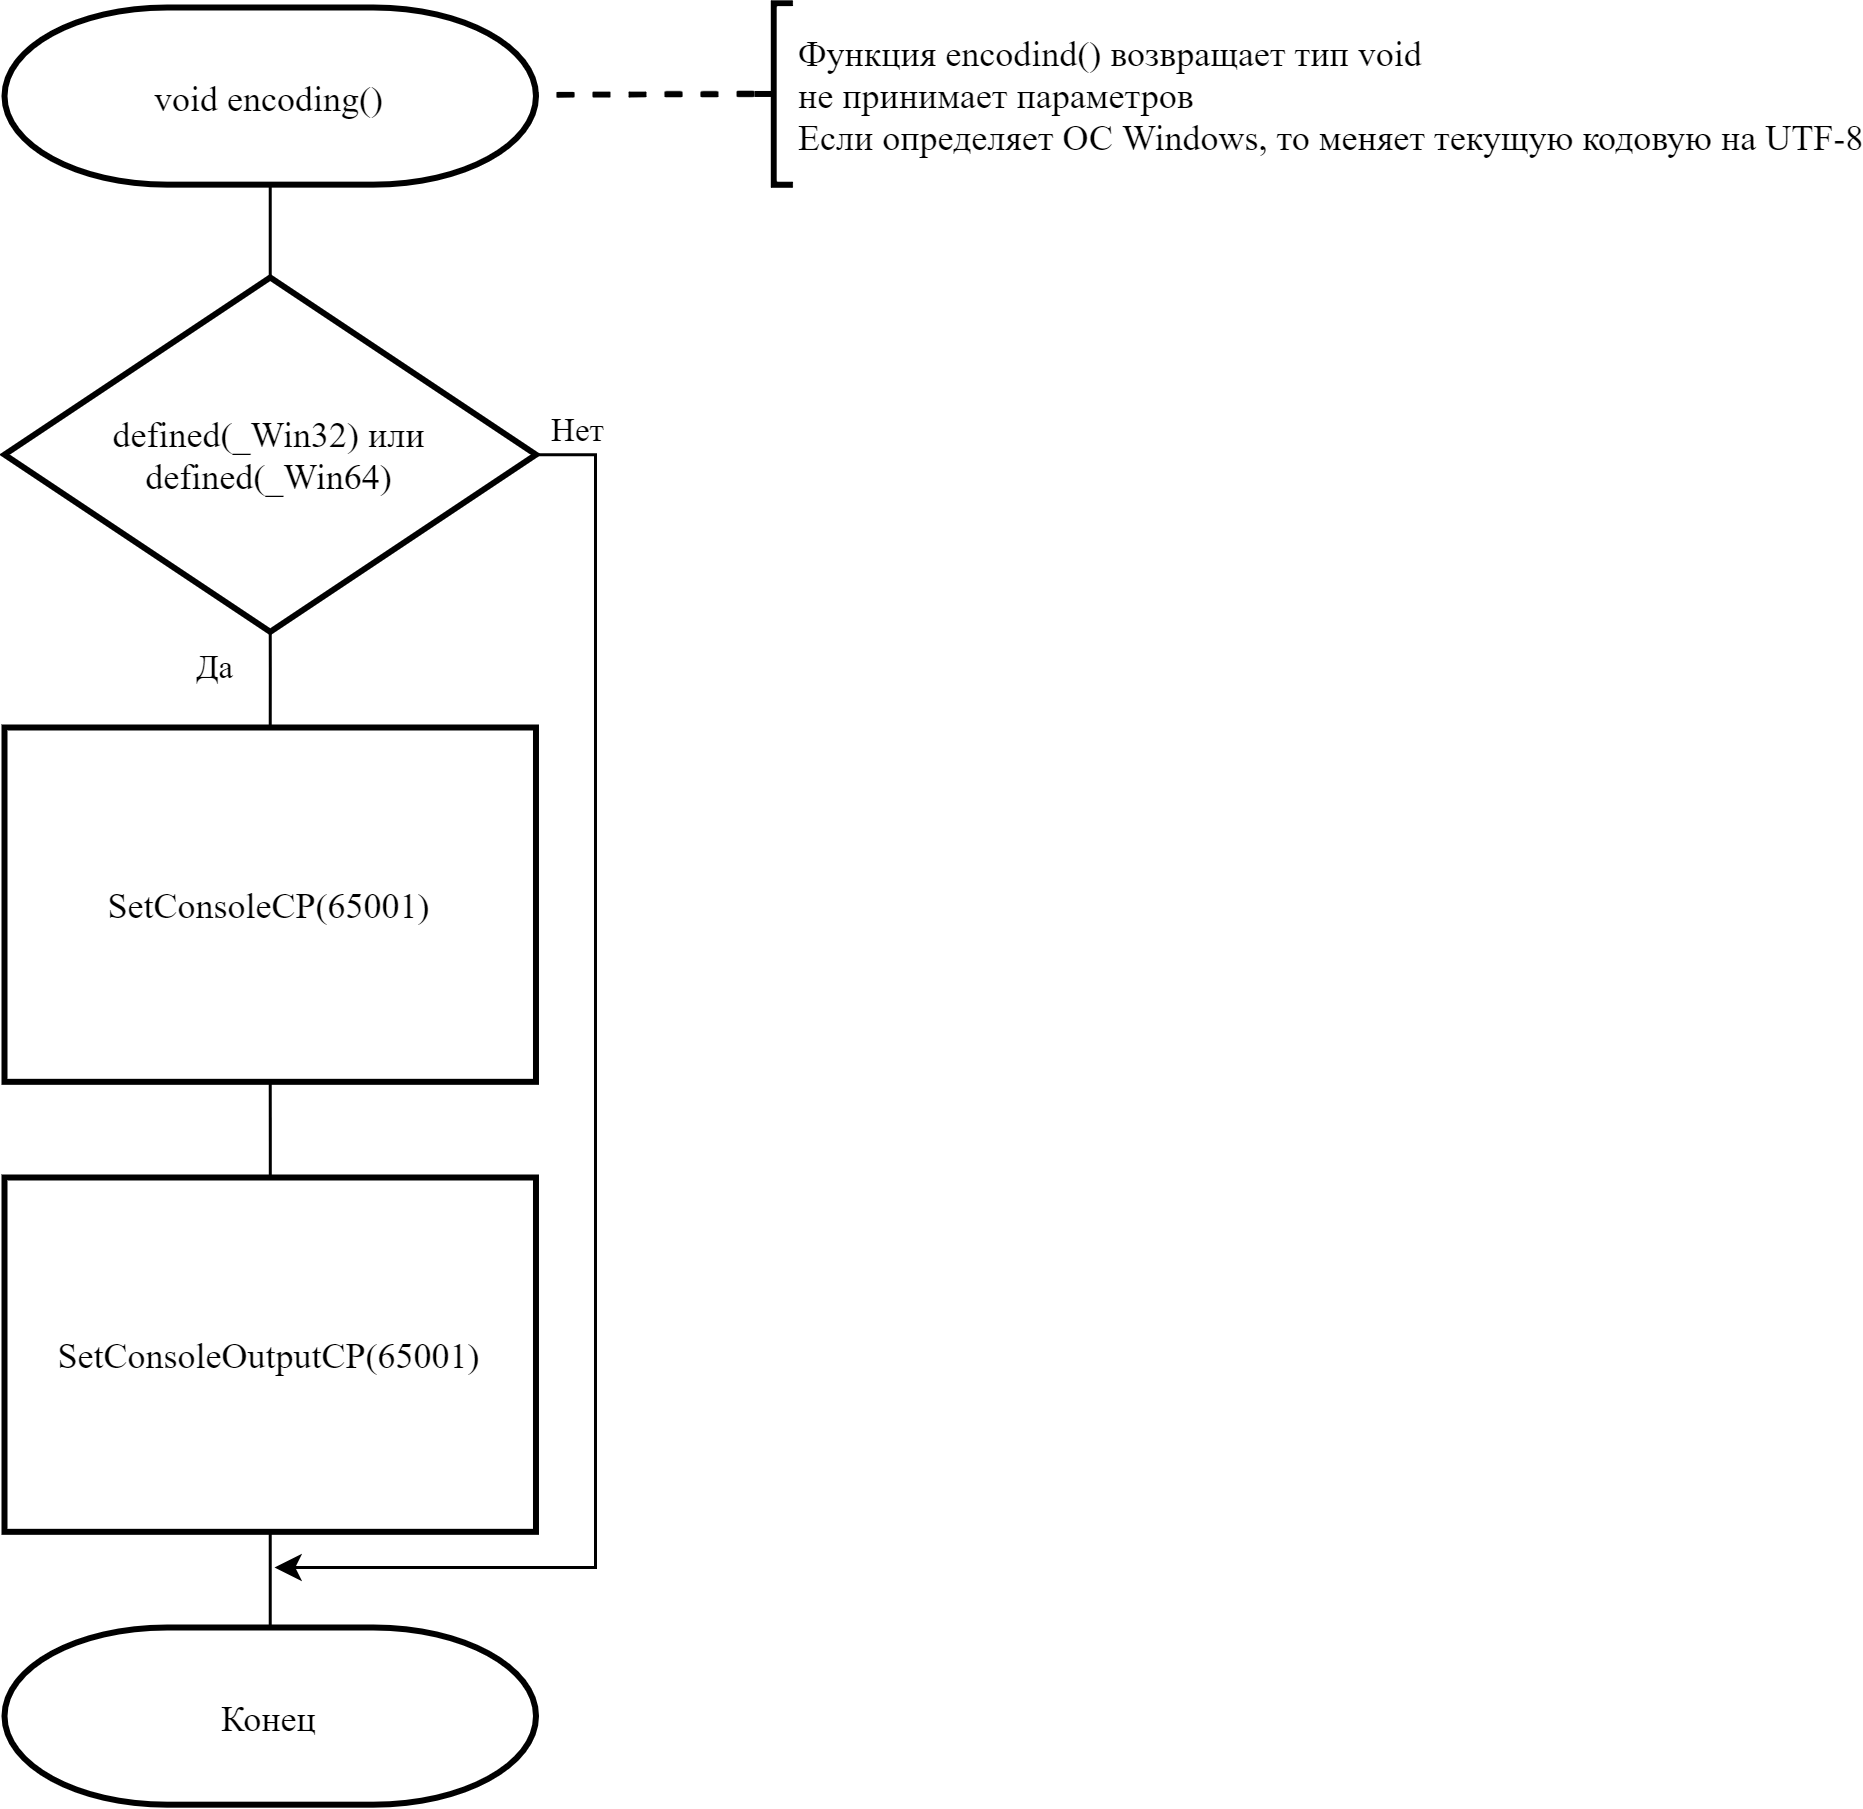 void encoding()
Функция encodind() возвращает тип void
не принимает параметров
Если определяет ОС Windows, то меняет текущую кодовую на UTF-8
defined(_Win32) или
defined(_Win64)
Нет
Да
SetConsoleCP(65001)
SetConsoleOutputCP(65001)
Конец